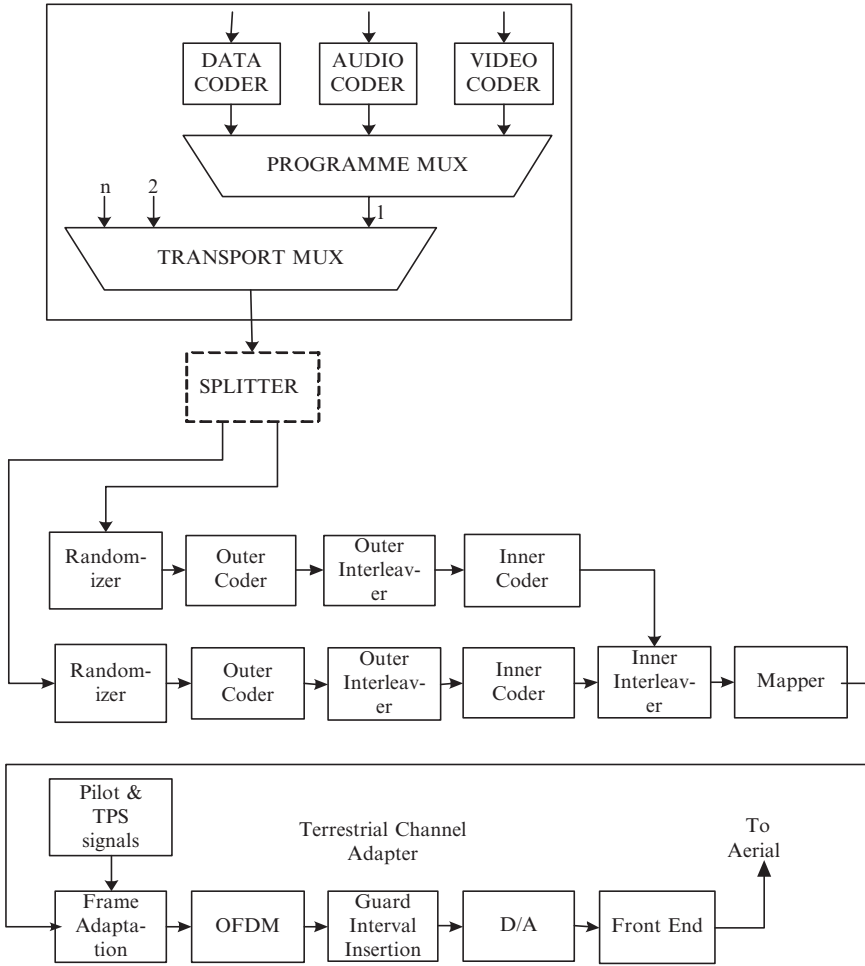 DATA
CODER
AUDIO
CODER
VIDEO
CODER
PROGRAMME MUX
n
2
1
TRANSPORT MUX
SPLITTER
Random-
izer
Outer
Coder
Outer
Interleav-
er
Inner
Coder
Random-
izer
Outer
Coder
Outer
Interleav-
er
Inner
Coder
Inner
Interleav-
er
Mapper
Pilot &
TPS
signals
Terrestrial Channel
Adapter
To
Aerial
Frame
Adapta-
tion
OFDM
Guard
Interval
Insertion
D/A
Front End